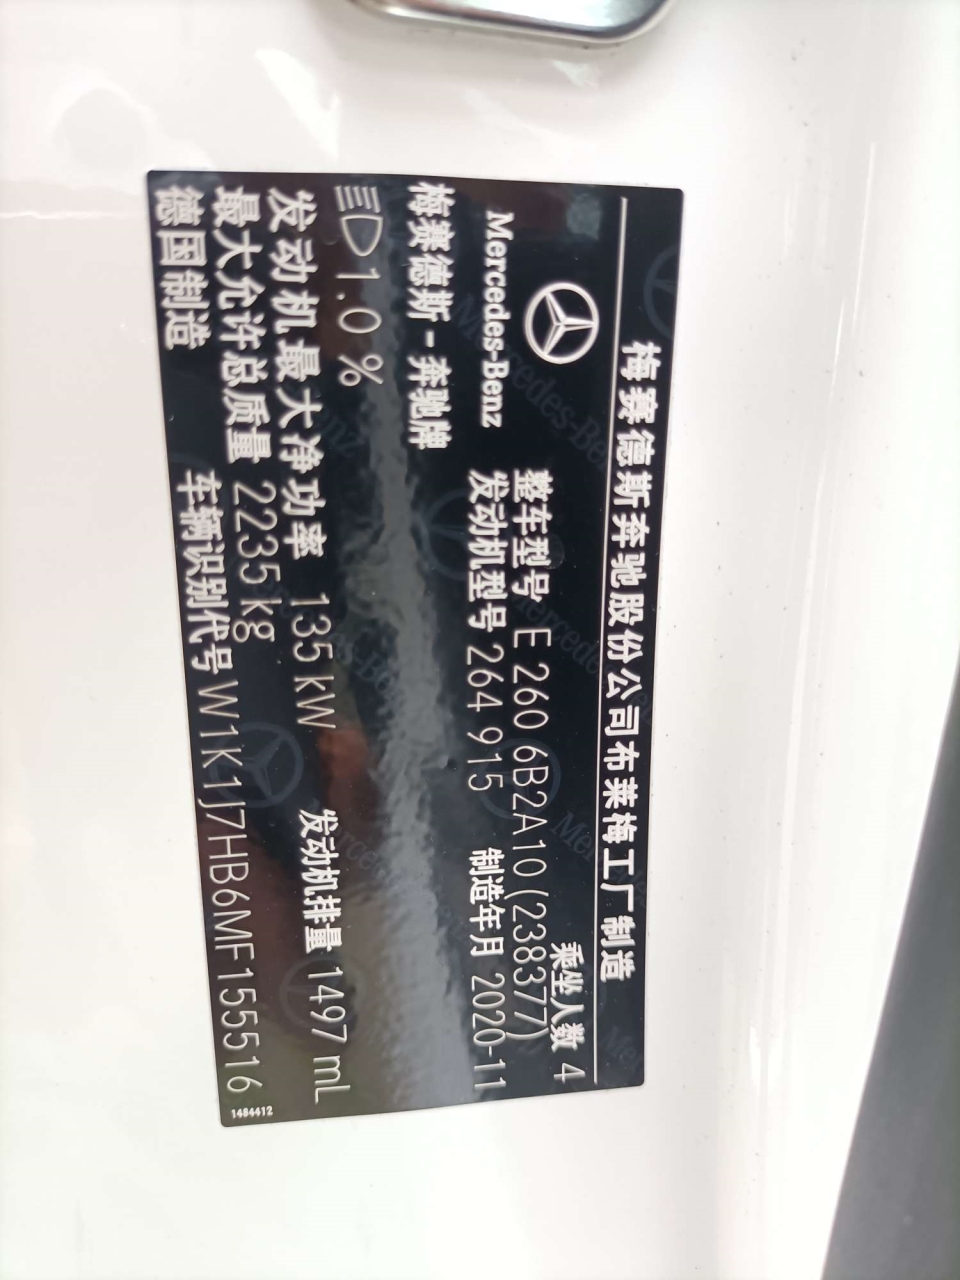 梅赛德斯奔驰股份公司布莱梅工厂制造
乘坐人数 4
Mercedes-Benz
整车型号 E 260 6B2A10(238377)
发动机型号 264 915
制造年月 2020-11
梅赛德斯-奔驰牌
1.0 %
发动机最大净功率 135 kW
发动机排量 1497 mL
最大允许总质量 2235 kg
德国制造
车辆识别代号 W1K1J7HB6MF155516
1484412